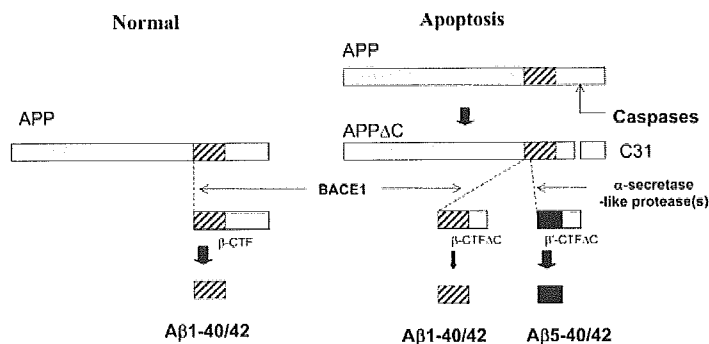 Normal
Apoptosis
APP
Caspases
APP
APPΔC
C31
BACE1
α-secretase
-like protease(s)
β-CTF
β-CTFΔC
β'-CTFΔC
Aβ1-40/42
Aβ1-40/42
Aβ5-40/42